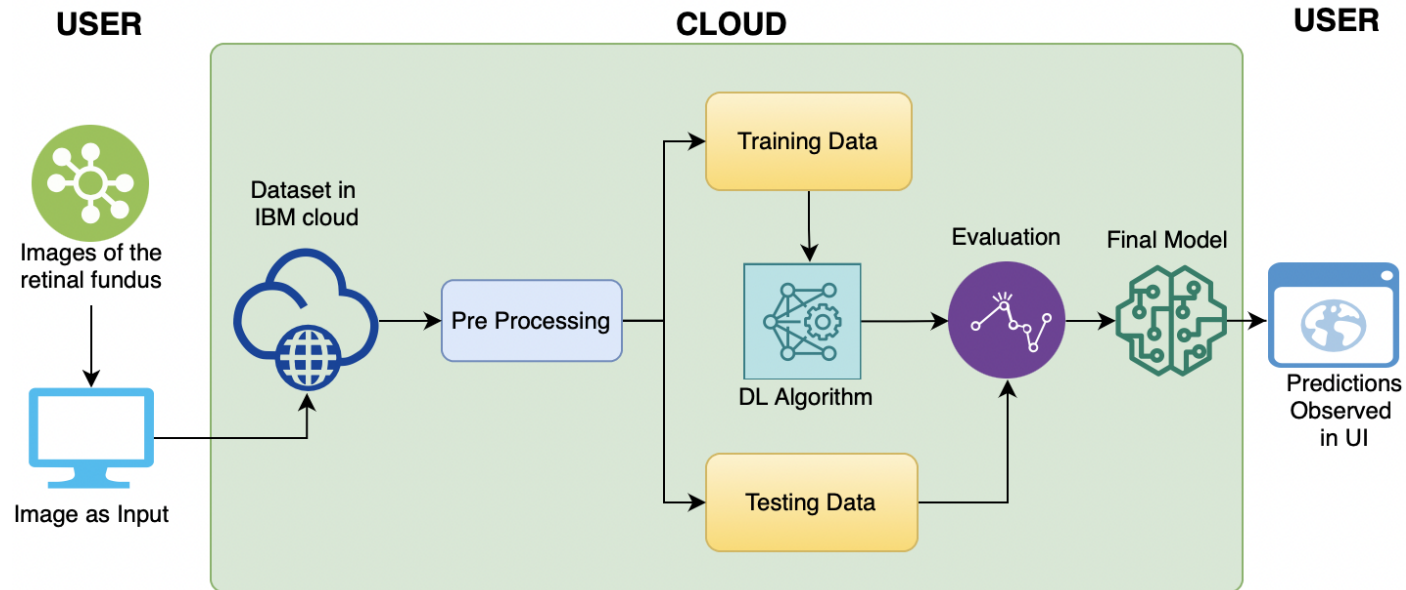 USER
CLOUD
USER
Images of the
retinal fundus
Image as Input
Dataset in
IBM cloud
Pre Processing
Training Data
DL Algorithm
Testing Data
Evaluation
Final Model
Predictions
Observed
in UI